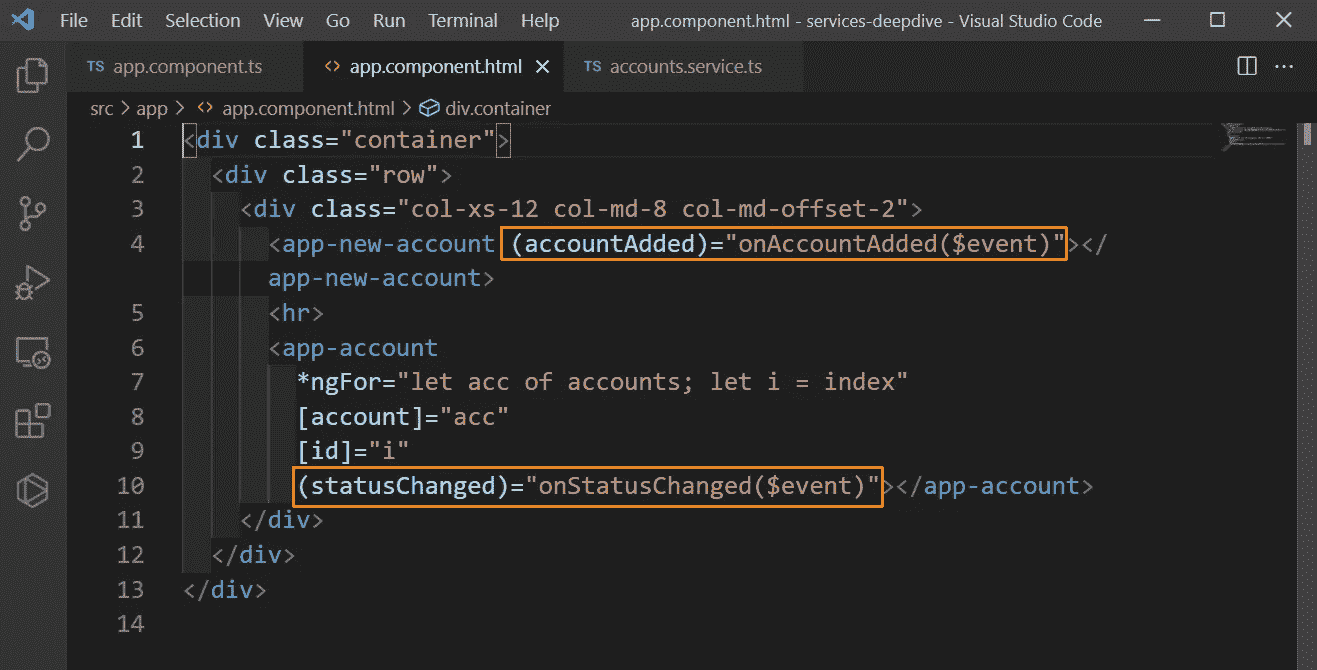 File Edit Selection View Go Run Terminal Help app.component.html - services-deepdive - Visual Studio Code
TS app.component.ts <> app.component.html TS accounts.service.ts
src > app > <> app.component.html > div.container
1 <div class="container">
2 <div class="row">
3 <div class="col-xs-12 col-md-8 col-md-offset-2">
4 <app-new-account (accountAdded)="onAccountAdded($event)"></
app-new-account>
5 <hr>
6 <app-account
7 *ngFor="let acc of accounts; let i = index"
8 [account]="acc"
9 [id]="i"
10 (statusChanged)="onStatusChanged($event)"></app-account>
11 </div>
12 </div>
13 </div>
14